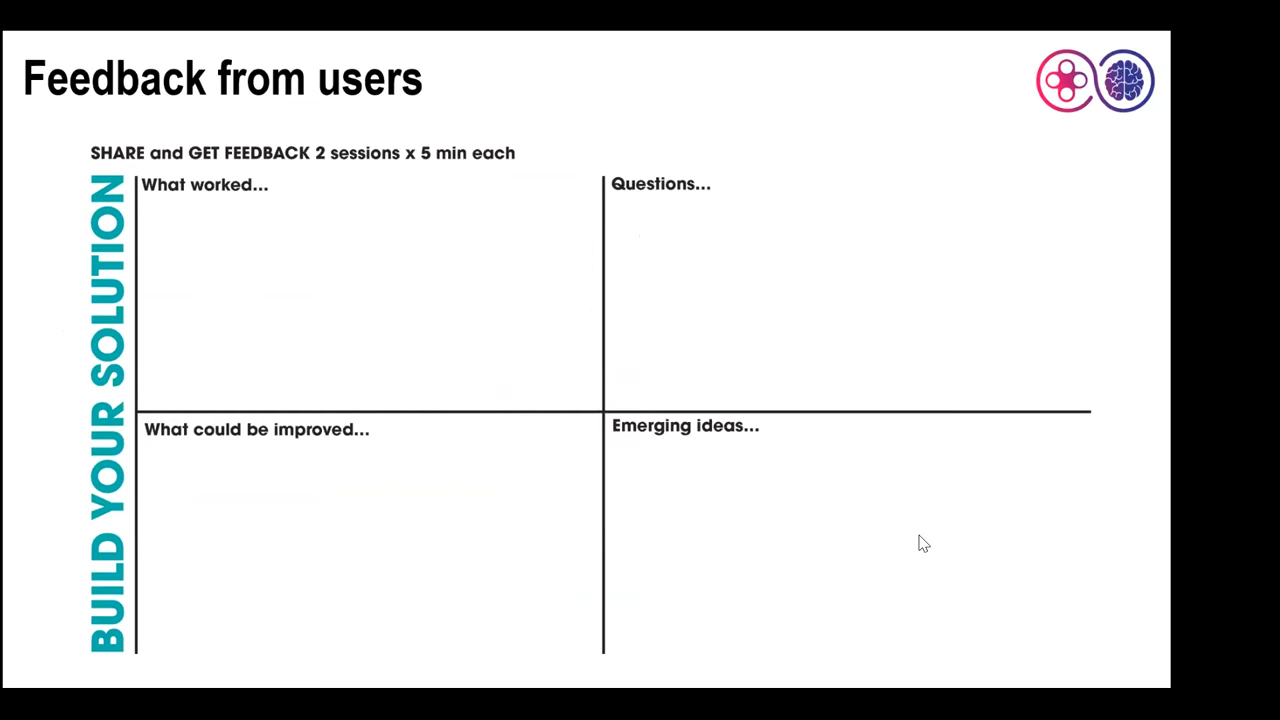 Feedback from users
SHARE and GET FEEDBACK 2 sessions x 5 min each
BUILD YOUR SOLUTION
What worked...
Questions...
What could be improved...
Emerging ideas...